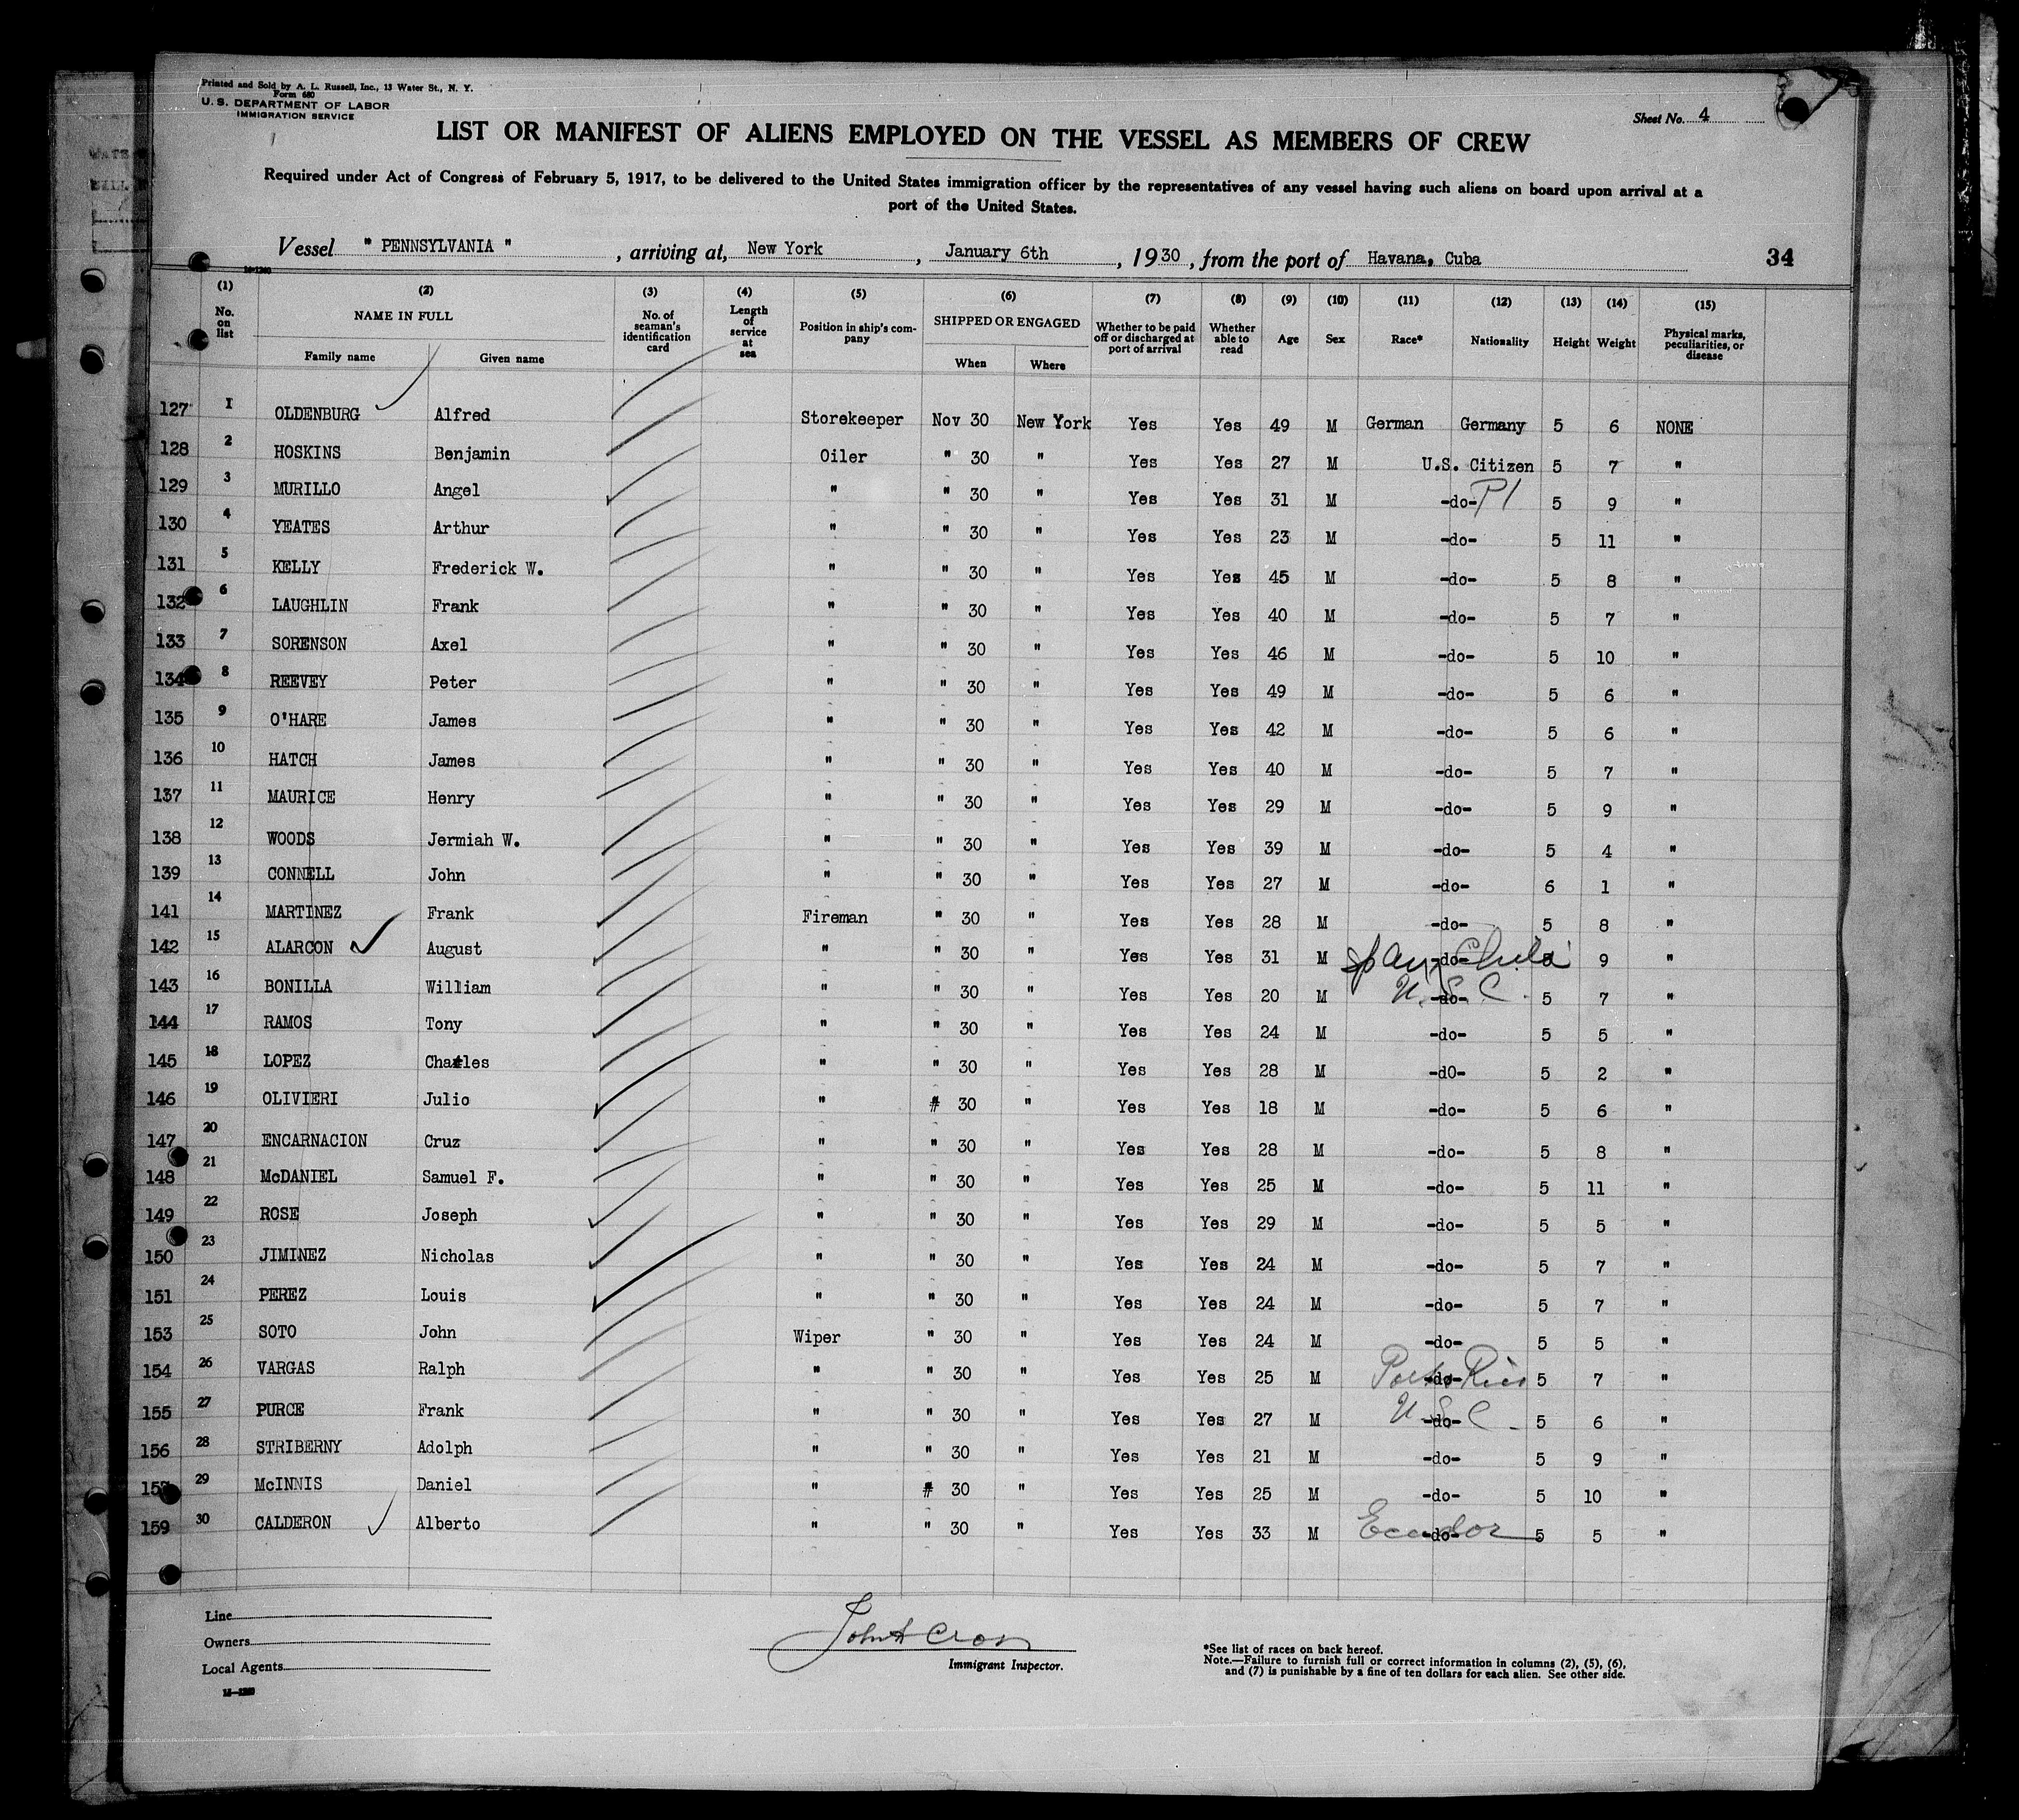 Printed and Sold by A. L. Russell, Inc., 13 Water St., N. Y.
Form 680
U. S. DEPARTMENT OF LABOR
IMMIGRATION SERVICE
Sheet No. 4
LIST OR MANIFEST OF ALIENS EMPLOYED ON THE VESSEL AS MEMBERS OF CREW
Required under Act of Congress of February 5, 1917, to be delivered to the United States immigration officer by the representatives of any vessel having such aliens on board upon arrival at a
port of the United States.
Vessel " PENNSYLVANIA " , arriving at, New York , January 6th , 1930 , from the port of Havana, Cuba 34
(1) (2) (3) (4) (5) (6) (7) (8) (9) (10) (11) (12) (13) (14) (15)
No. on list NAME IN FULL Family name Given name No. of seaman's identification card Length of service at sea Position in ship's company SHIPPED OR ENGAGED When Where Whether to be paid off or discharged at port of arrival Whether able to read Age Sex Race* Nationality Height Weight Physical marks, peculiarities, or disease
127 1 OLDENBURG Alfred Storekeeper Nov 30 New York Yes Yes 49 M German Germany 5 6 NONE
128 2 HOSKINS Benjamin Oiler " 30 " Yes Yes 27 M U.S. Citizen 5 7 "
129 3 MURILLO Angel " " 30 " Yes Yes 31 M -do- PI 5 9 "
130 4 YEATES Arthur " " 30 " Yes Yes 23 M -do- 5 11 "
131 5 KELLY Frederick W. " " 30 " Yes Yes 45 M -do- 5 8 "
132 6 LAUGHLIN Frank " " 30 " Yes Yes 40 M -do- 5 7 "
133 7 SORENSON Axel " " 30 " Yes Yes 46 M -do- 5 10 "
134 8 REEVEY Peter " " 30 " Yes Yes 49 M -do- 5 6 "
135 9 O'HARE James " " 30 " Yes Yes 42 M -do- 5 6 "
136 10 HATCH James " " 30 " Yes Yes 40 M -do- 5 7 "
137 11 MAURICE Henry " " 30 " Yes Yes 29 M -do- 5 9 "
138 12 WOODS Jermiah W. " " 30 " Yes Yes 39 M -do- 5 4 "
139 13 CONNELL John " " 30 " Yes Yes 27 M -do- 6 1 "
141 14 MARTINEZ Frank Fireman " 30 " Yes Yes 28 M -do- 5 8 "
142 15 ALARCON August " " 30 " Yes Yes 31 M -do- Span 9 "
143 16 BONILLA William " " 30 " Yes Yes 20 M -do- U.S.C. 5 7 "
144 17 RAMOS Tony " " 30 " Yes Yes 24 M -do- 5 5 "
145 18 LOPEZ Charles " " 30 " Yes Yes 28 M -dO- 5 2 "
146 19 OLIVIERI Julio " # 30 " Yes Yes 18 M -do- 5 6 "
147 20 ENCARNACION Cruz " " 30 " Yes Yes 28 M -do- 5 8 "
148 21 McDANIEL Samuel F. " " 30 " Yes Yes 25 M -do- 5 11 "
149 22 ROSE Joseph " " 30 " Yes Yes 29 M -do- 5 5 "
150 23 JIMINEZ Nicholas " " 30 " Yes Yes 24 M -do- 5 7 "
151 24 PEREZ Louis " " 30 " Yes Yes 24 M -do- 5 7 "
153 25 SOTO John Wiper " 30 " Yes Yes 24 M -do- 5 5 "
154 26 VARGAS Ralph " " 30 " Yes Yes 25 M -do- Porto Rico 5 7 "
155 27 PURCE Frank " " 30 " Yes Yes 27 M -do- U.S.C. 5 6 "
156 28 STRIBERNY Adolph " " 30 " Yes Yes 21 M -do- 5 9 "
29 McINNIS Daniel " # 30 " Yes Yes 25 M -do- 5 10 "
159 30 CALDERON Alberto " " 30 " Yes Yes 33 M -do- Ecuador 5 5 "
Line
Owners
Local Agents
John A Cron
Immigrant Inspector.
*See list of races on back hereof.
Note.—Failure to furnish full or correct information in columns (2), (5), (6),
and (7) is punishable by a fine of ten dollars for each alien. See other side.